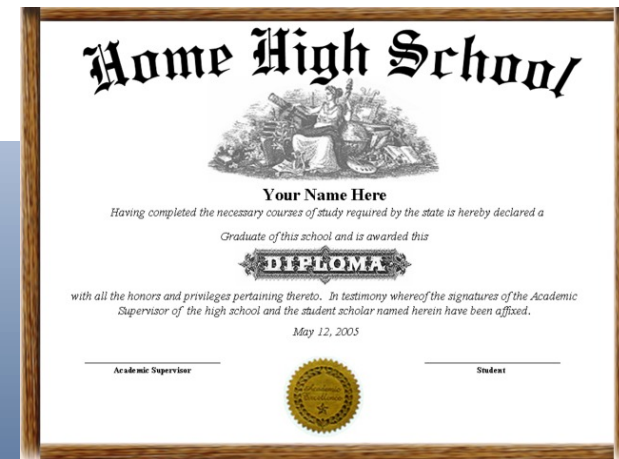 Home High School
Your Name Here
Having completed the necessary courses of study required by the state is hereby declared a
Graduate of this school and is awarded this
DIPLOMA
with all the honors and privileges pertaining thereto. In testimony whereof the signatures of the Academic
Supervisor of the high school and the student scholar named herein have been affixed.
May 12, 2005
Academic Supervisor
Student
Academic
Excellence